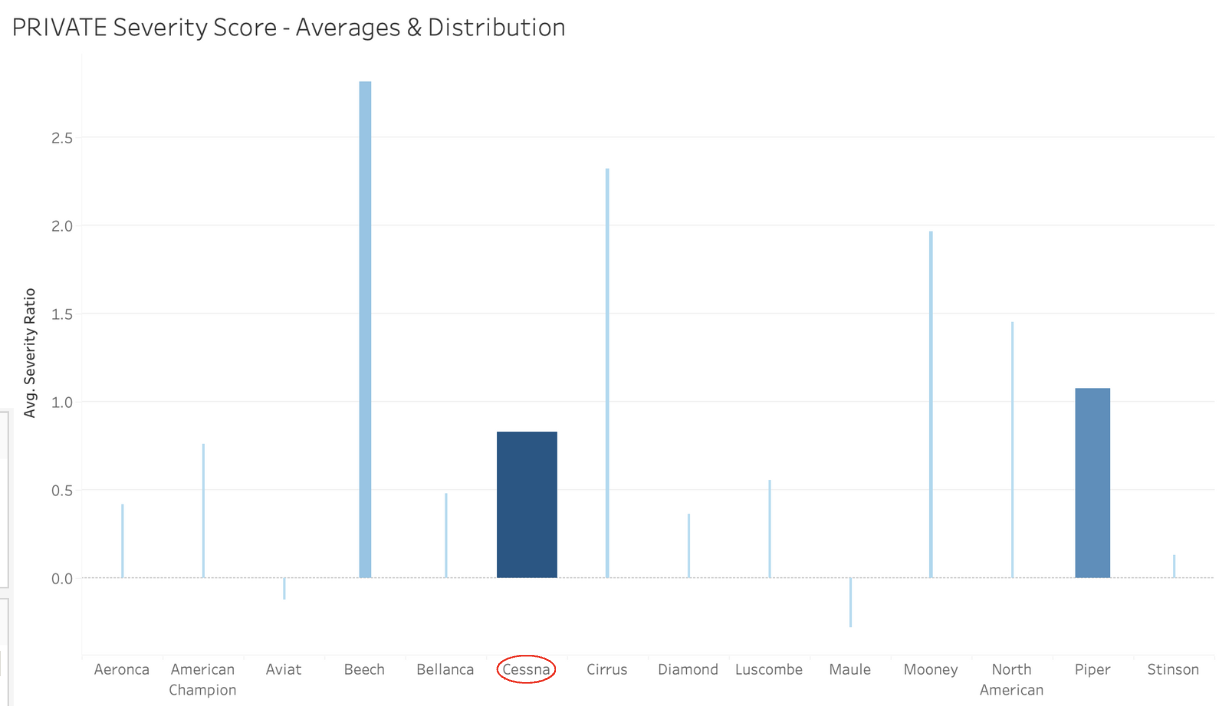 PRIVATE Severity Score - Averages & Distribution
Avg. Severity Ratio
2.5
2.0
1.5
1.0
0.5
0.0
Aeronca
American
Champion
Aviat
Beech
Bellanca
Cessna
Cirrus
Diamond
Luscombe
Maule
Mooney
North
American
Piper
Stinson